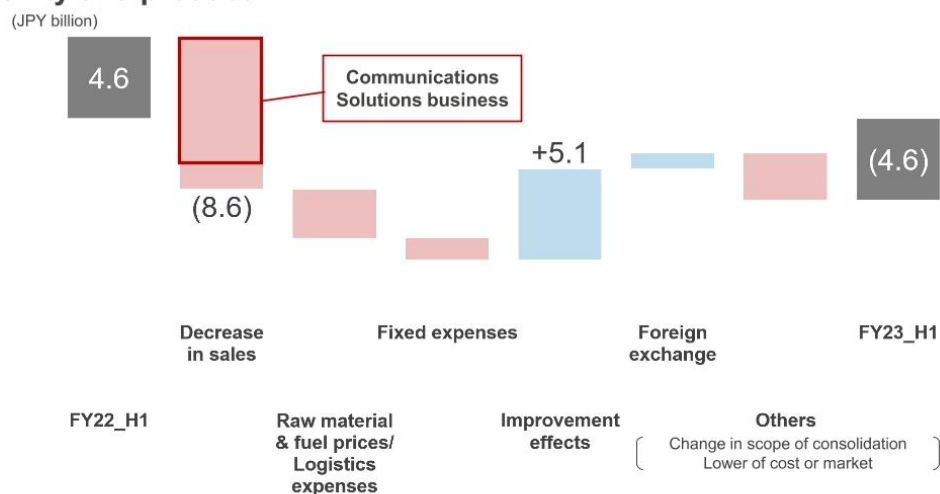 (JPY billion)
4.6
Communications
Solutions business
+5.1
(4.6)
(8.6)
Decrease
in sales
Fixed expenses
Foreign
exchange
FY23_H1
FY22_H1
Raw material
& fuel prices/
Logistics
expenses
Improvement
effects
Others
Change in scope of consolidation
Lower of cost or market